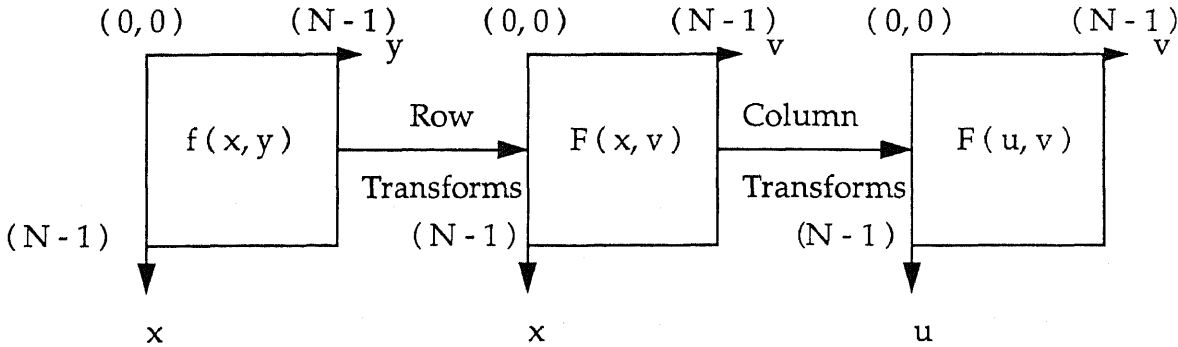 (0,0) (N-1) (0,0) (N-1) (0,0) (N-1)
y v v
Row Column
f(x,y) F(x,v) F(u,v)
Transforms Transforms
(N-1) (N-1) (N-1)
x x u